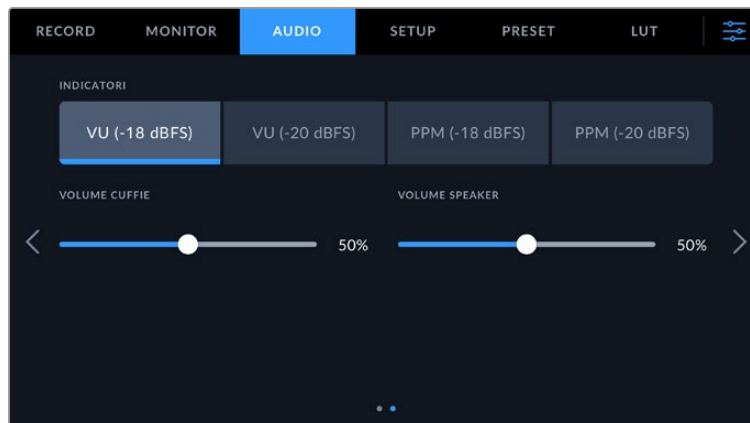 RECORD MONITOR AUDIO SETUP PRESET LUT
INDICATORI
VU (-18 dBFS) VU (-20 dBFS) PPM (-18 dBFS) PPM (-20 dBFS)
VOLUME CUFFIE VOLUME SPEAKER
50% 50%